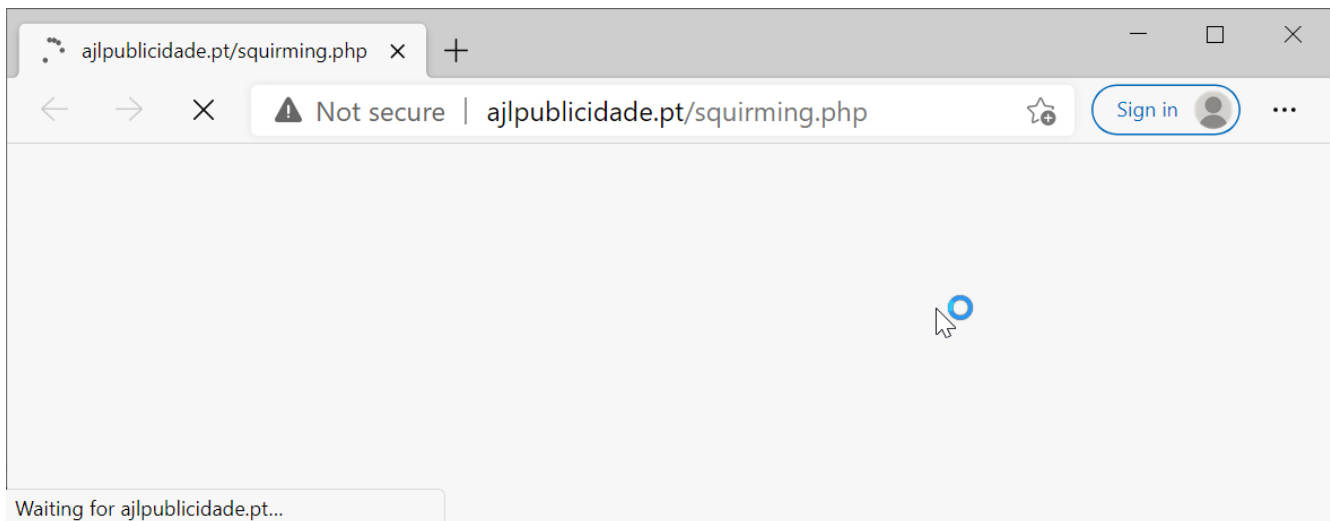 ajlpublicidade.pt/squirming.php
Not secure | ajlpublicidade.pt/squirming.php Sign in
Waiting for ajlpublicidade.pt...